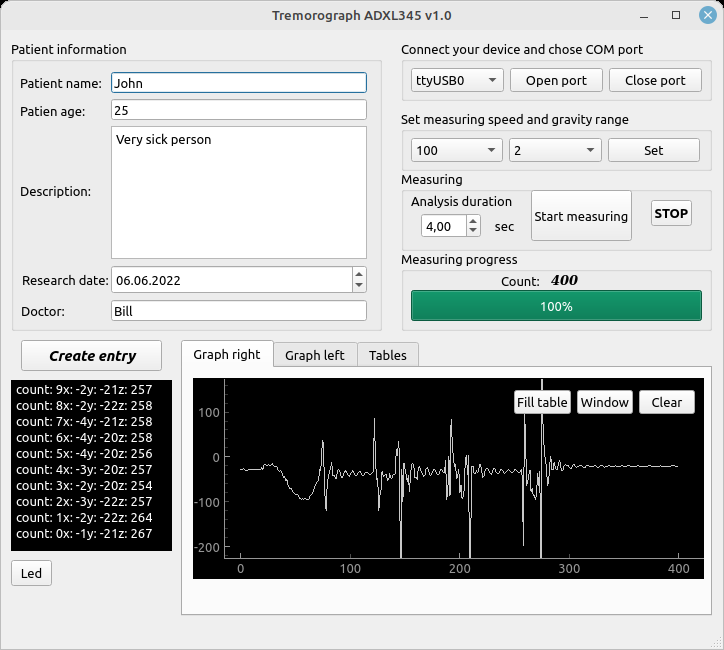 Tremorograph ADXL345 v1.0
Patient information
Patient name: John
Patien age: 25
Description: Very sick person
Research date: 06.06.2022
Doctor: Bill
Connect your device and chose COM port
ttyUSB0 Open port Close port
Set measuring speed and gravity range
100 2 Set
Measuring
Analysis duration
4,00 sec Start measuring STOP
Measuring progress
Count: 400
100%
Create entry
count: 9x: -2y: -21z: 257
count: 8x: -2y: -22z: 258
count: 7x: -4y: -21z: 258
count: 6x: -4y: -20z: 258
count: 5x: -4y: -20z: 256
count: 4x: -3y: -20z: 257
count: 3x: -2y: -20z: 254
count: 2x: -3y: -22z: 257
count: 1x: -2y: -22z: 264
count: 0x: -1y: -21z: 267
Led
Graph right Graph left Tables
Fill table Window Clear
100
0
-100
-200
0 100 200 300 400